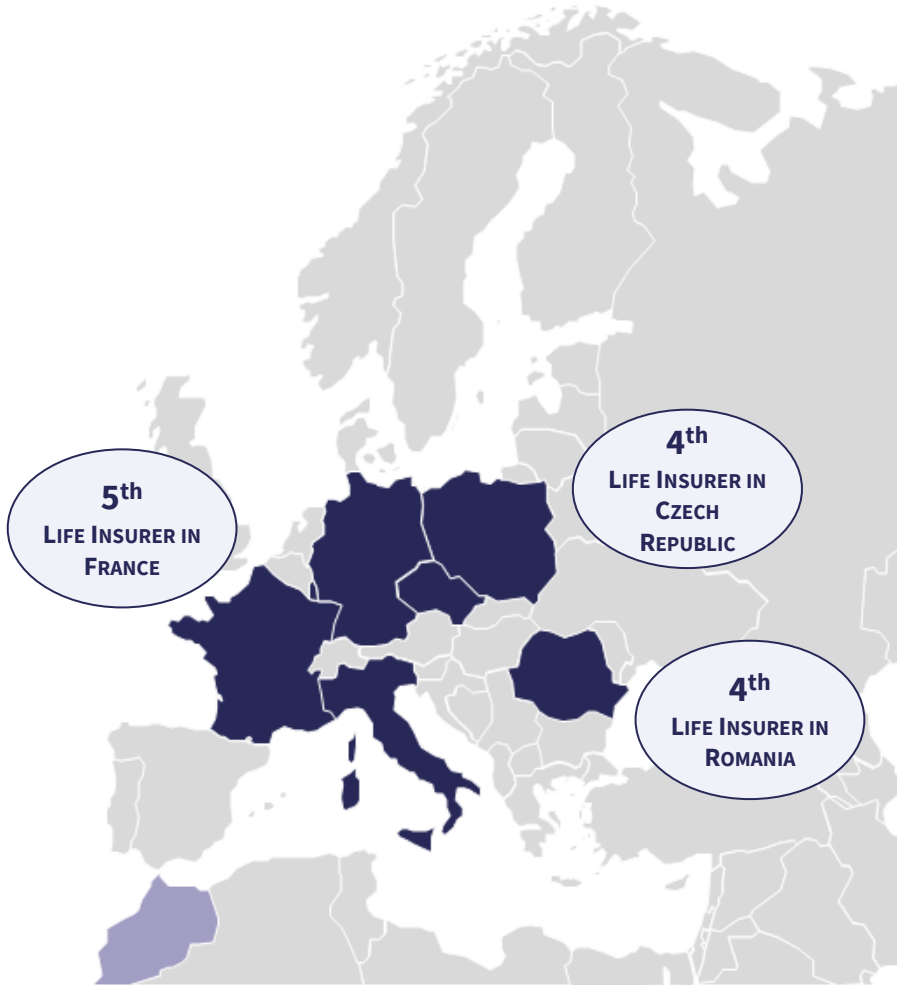 4th
LIFE INSURER IN
CZECH
REPUBLIC
5th
LIFE INSURER IN
FRANCE
4th
LIFE INSURER IN
ROMANIA